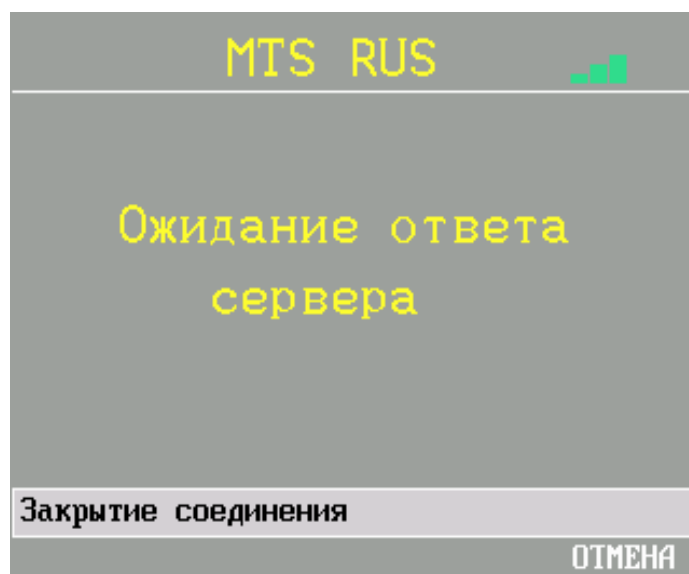 MTS RUS
Ожидание ответа
сервера
Закрытие соединения
ОТМЕНА